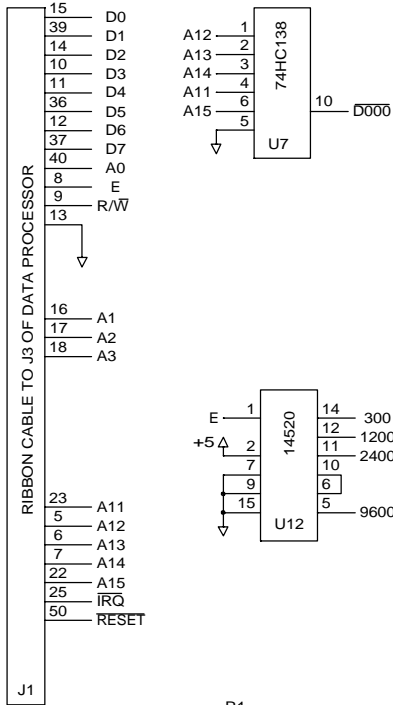 RIBBON CABLE TO J3 OF DATA PROCESSOR
J1
15 D0
39 D1
14 D2
10 D3
11 D4
36 D5
12 D6
37 D7
40 A0
8 E
9 R/W̅
13
16 A1
17 A2
18 A3
23 A11
5 A12
6 A13
7 A14
22 A15
25 I̅R̅Q̅
50 R̅E̅S̅E̅T̅
A12 1
A13 2
A14 3
A11 4
A15 6
5
74HC138
10 D̅0̅0̅0̅
U7
E 1
+5 2
7
9
15
14520
14 300
12 1200
11 2400
10
6
5 9600
U12